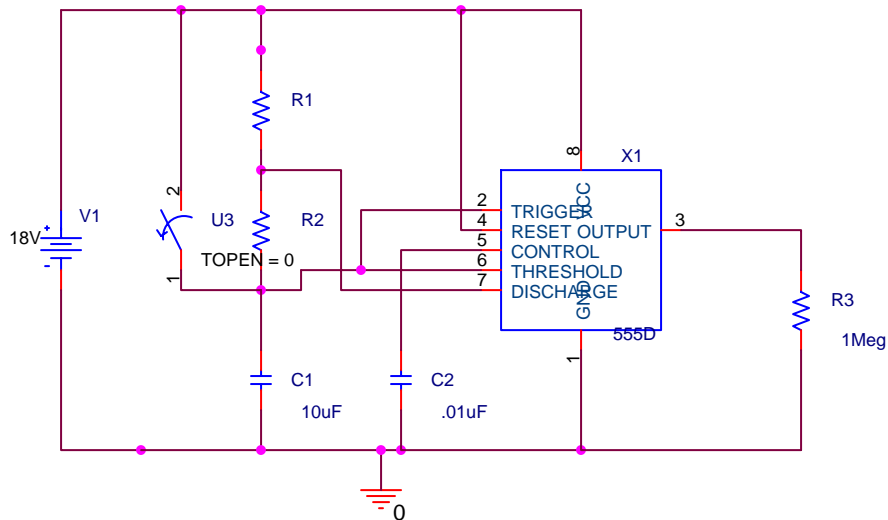 R1
X1
8
VCC
2
V1
18V
U3
R2
TOPEN = 0
1
2
TRIGGER
4
RESET OUTPUT
3
5
CONTROL
6
THRESHOLD
7
DISCHARGE
GND
555D
1
R3
1Meg
C1
10uF
C2
.01uF
0